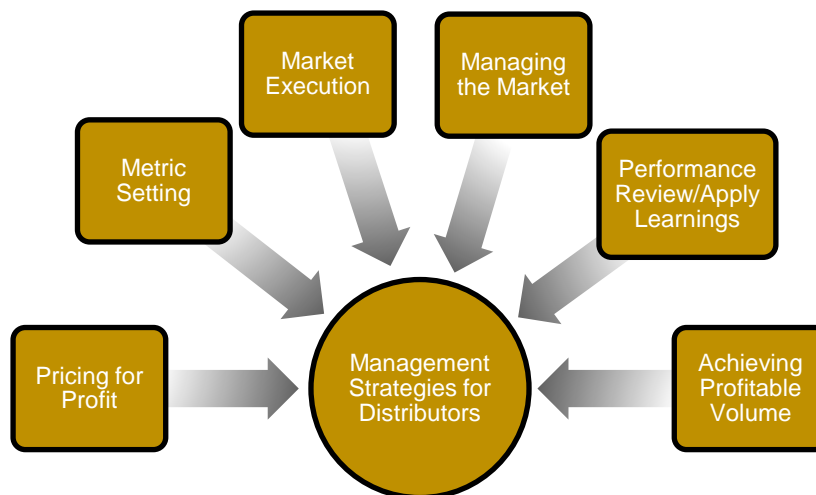 Market
Execution
Managing
the Market
Metric
Setting
Performance
Review/Apply
Learnings
Pricing for
Profit
Management
Strategies for
Distributors
Achieving
Profitable
Volume